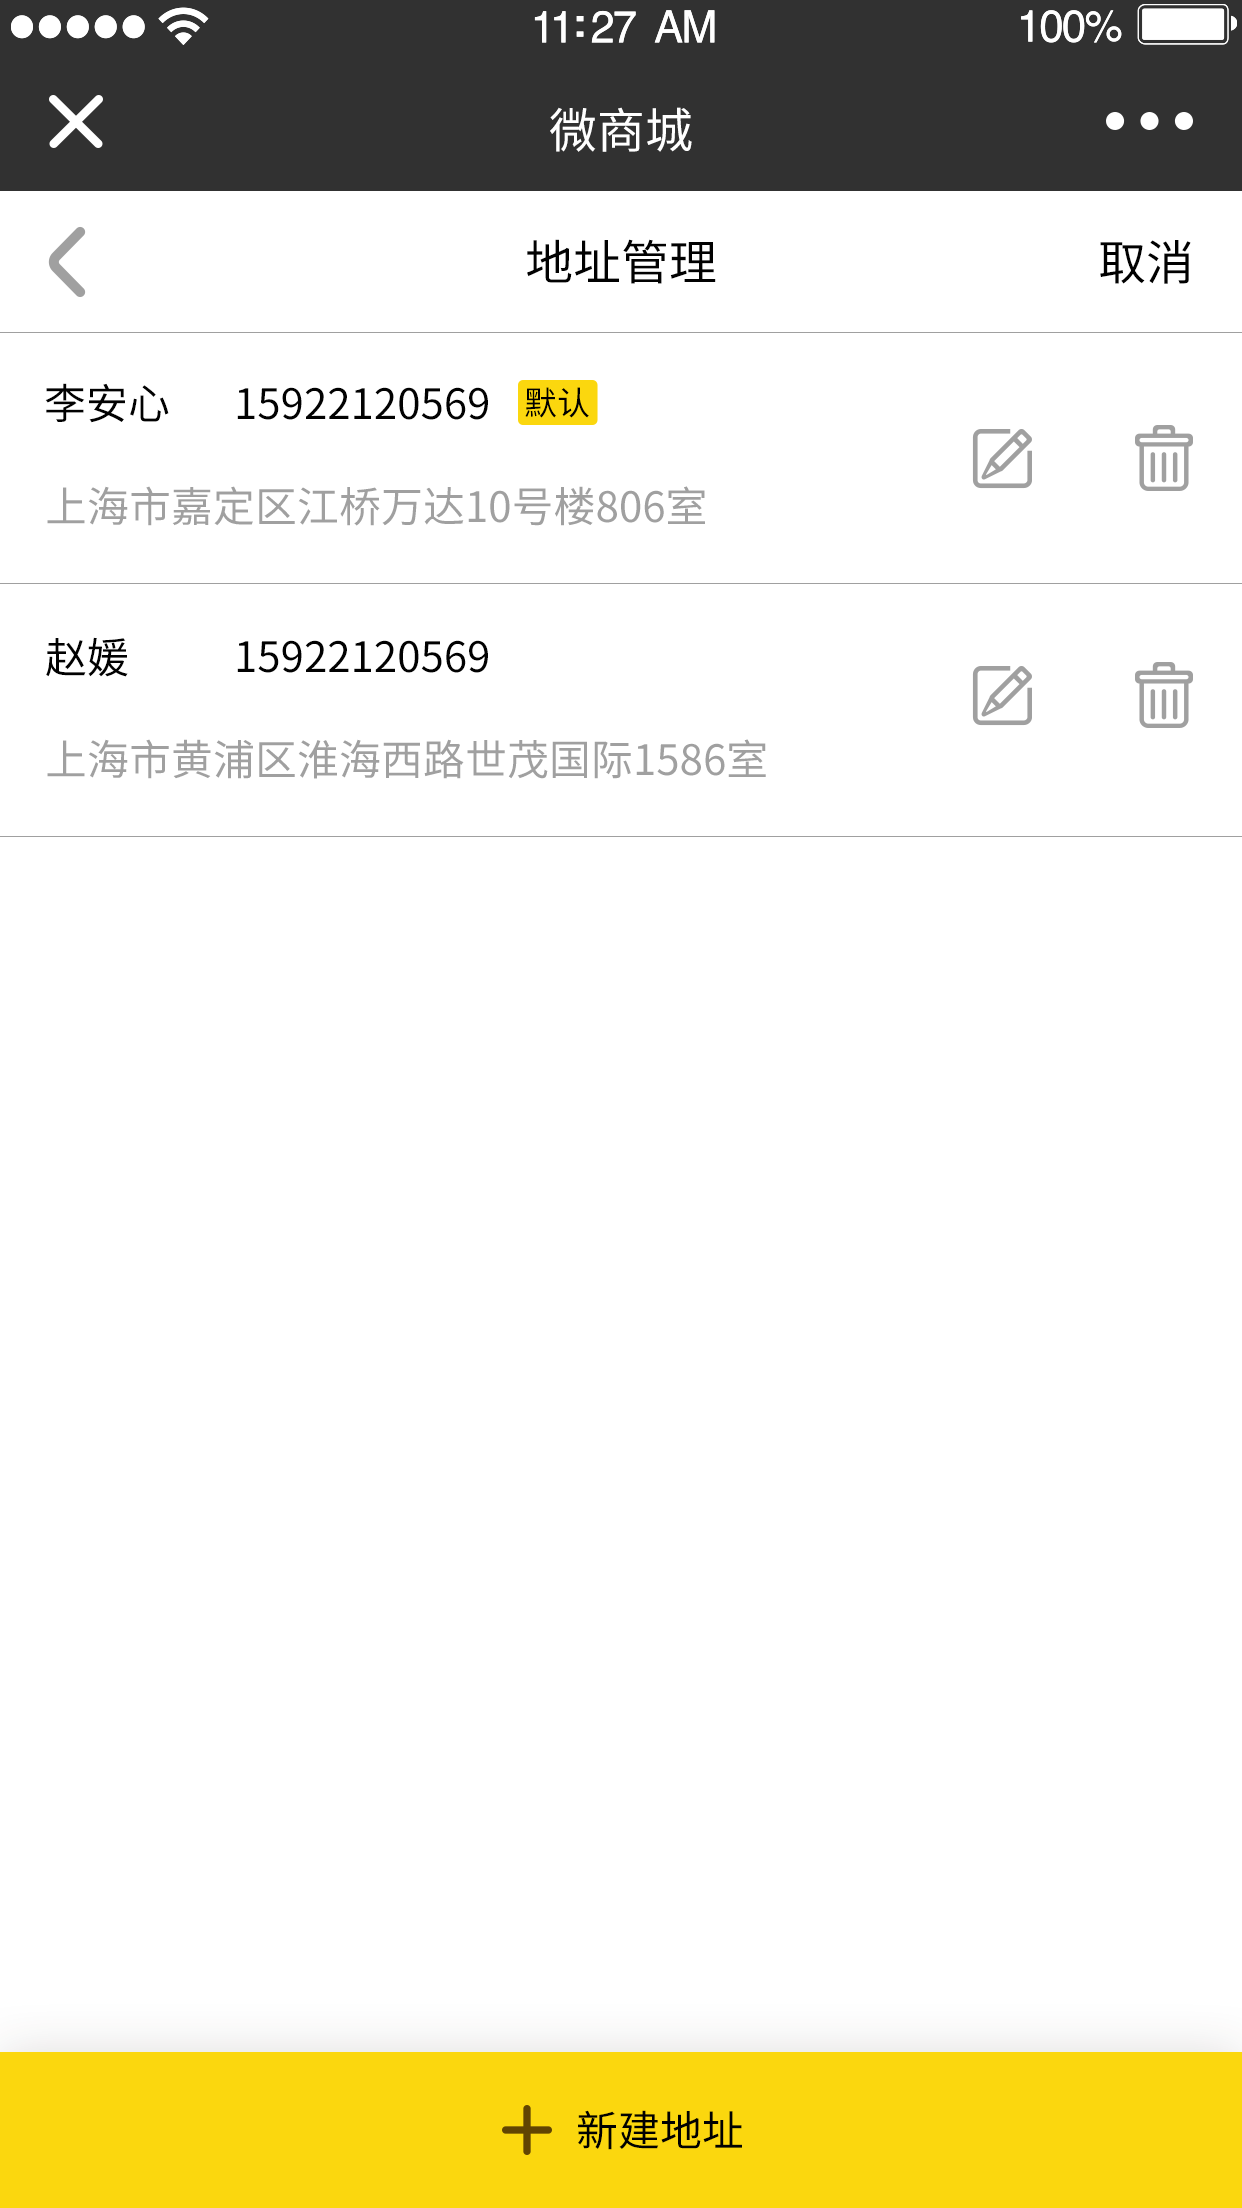 11:27 AM 100%
微商城
地址管理 取消
李安心 15922120569 默认
上海市嘉定区江桥万达10号楼806室
赵媛 15922120569
上海市黄浦区淮海西路世茂国际1586室
新建地址